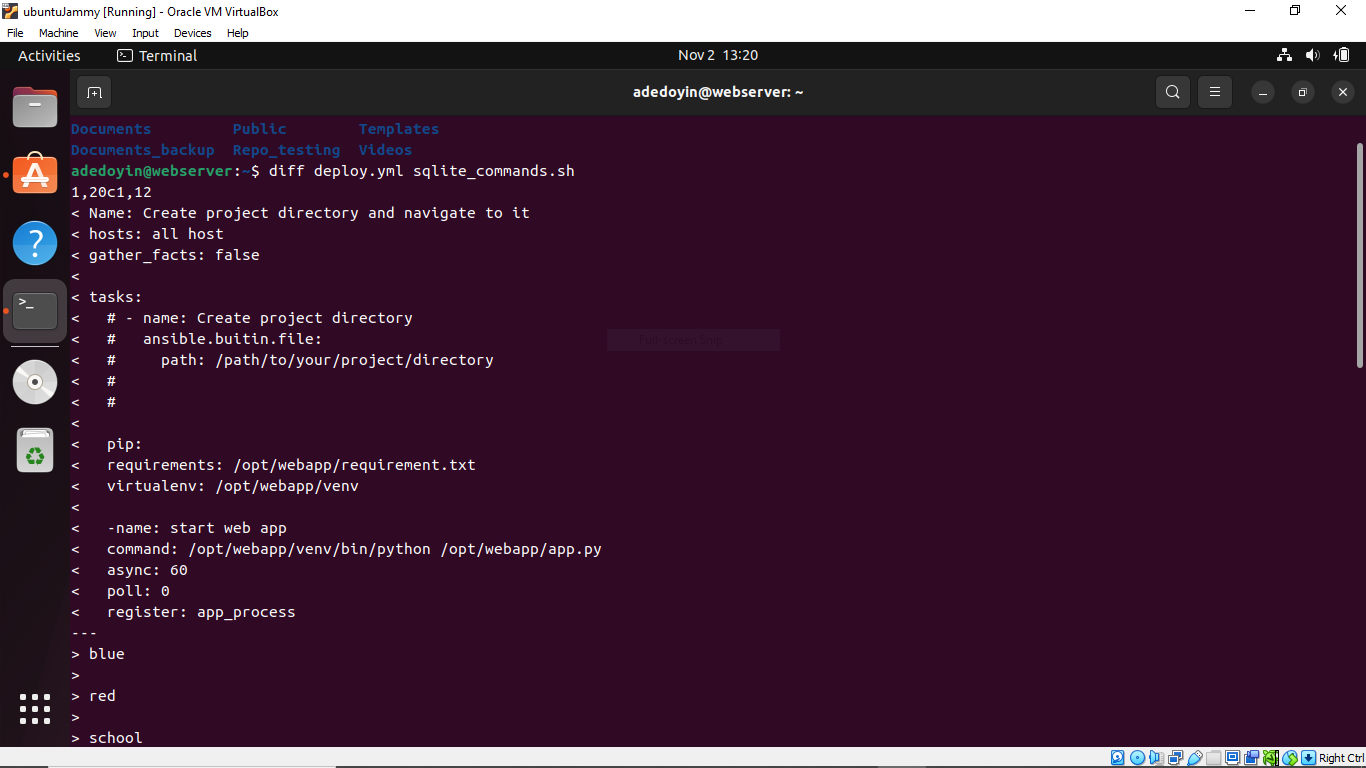 ubuntuJammy [Running] - Oracle VM VirtualBox
File Machine View Input Devices Help
Activities Terminal Nov 2 13:20
adedoyin@webserver: ~
Documents Public Templates
Documents_backup Repo_testing Videos
adedoyin@webserver:~$ diff deploy.yml sqlite_commands.sh
1,20c1,12
< Name: Create project directory and navigate to it
< hosts: all host
< gather_facts: false
<
< tasks:
<   # - name: Create project directory
<   #   ansible.buitin.file:
<   #     path: /path/to/your/project/directory
<   #
<   #
<
<   pip:
<   requirements: /opt/webapp/requirement.txt
<   virtualenv: /opt/webapp/venv
<
<   -name: start web app
<   command: /opt/webapp/venv/bin/python /opt/webapp/app.py
<   async: 60
<   poll: 0
<   register: app_process
---
> blue
>
> red
>
> school
Full-screen Snip
Right Ctrl